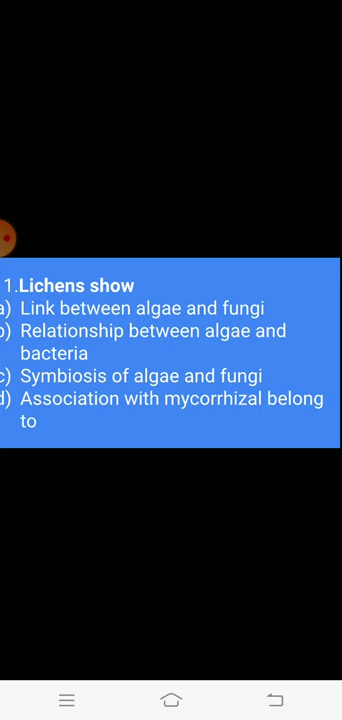 1.Lichens show
a) Link between algae and fungi
b) Relationship between algae and
bacteria
c) Symbiosis of algae and fungi
d) Association with mycorrhizal belong
to